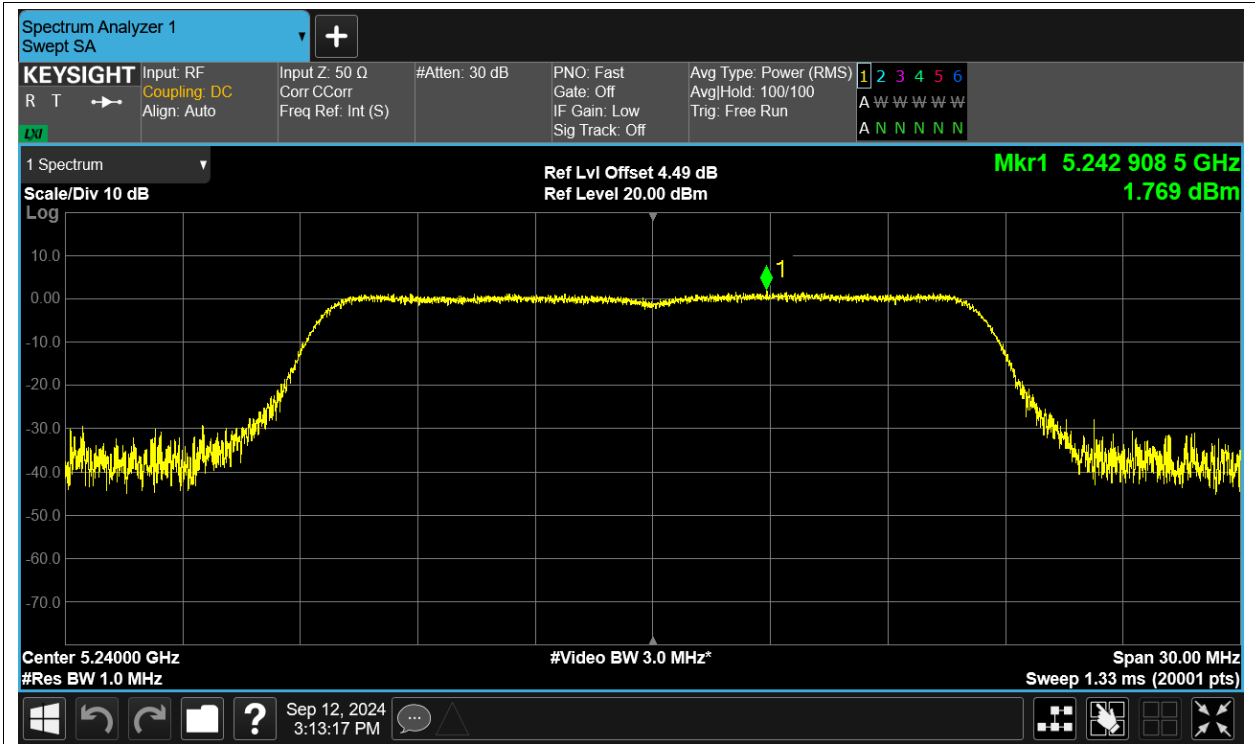 Spectrum Analyzer 1
Swept SA
KEYSIGHT
R T
LXI
Input: RF
Coupling: DC
Align: Auto
Input Z: 50 Ω
Corr CCorr
Freq Ref: Int (S)
#Atten: 30 dB
PNO: Fast
Gate: Off
IF Gain: Low
Sig Track: Off
Avg Type: Power (RMS)
Avg|Hold: 100/100
Trig: Free Run
1 2 3 4 5 6
A W W W W W
A N N N N N
1 Spectrum
Scale/Div 10 dB
Log
Ref Lvl Offset 4.49 dB
Ref Level 20.00 dBm
Mkr1 5.242 908 5 GHz
1.769 dBm
10.0
1
0.00
-10.0
-20.0
-30.0
-40.0
-50.0
-60.0
-70.0
Center 5.24000 GHz
#Res BW 1.0 MHz
#Video BW 3.0 MHz*
Span 30.00 MHz
Sweep 1.33 ms (20001 pts)
?
Sep 12, 2024
3:13:17 PM